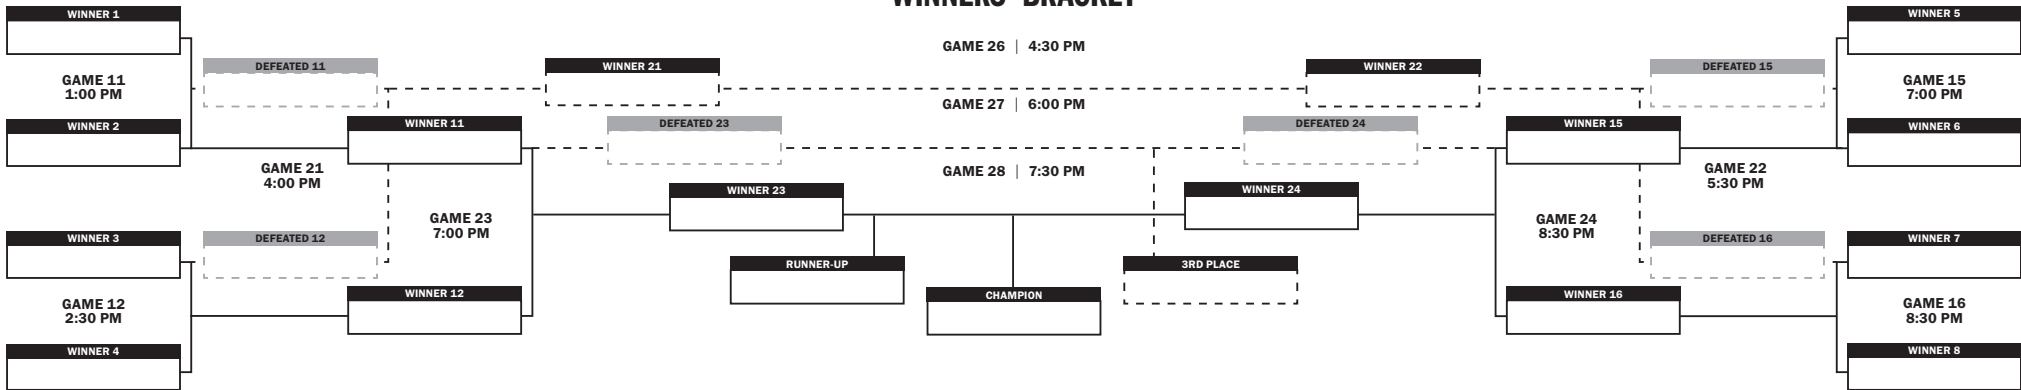 WINNERS' BRACKET
WINNER 1
GAME 11
1:00 PM
WINNER 2
DEFEATED 11
GAME 21
4:00 PM
WINNER 3
GAME 12
2:30 PM
WINNER 4
DEFEATED 12
WINNER 11
GAME 23
7:00 PM
WINNER 12
WINNER 21
DEFEATED 23
WINNER 23
RUNNER-UP
GAME 26 | 4:30 PM
GAME 27 | 6:00 PM
GAME 28 | 7:30 PM
CHAMPION
3RD PLACE
WINNER 22
DEFEATED 24
WINNER 24
WINNER 15
GAME 24
8:30 PM
WINNER 16
DEFEATED 15
GAME 22
5:30 PM
DEFEATED 16
WINNER 5
GAME 15
7:00 PM
WINNER 6
WINNER 7
GAME 16
8:30 PM
WINNER 8